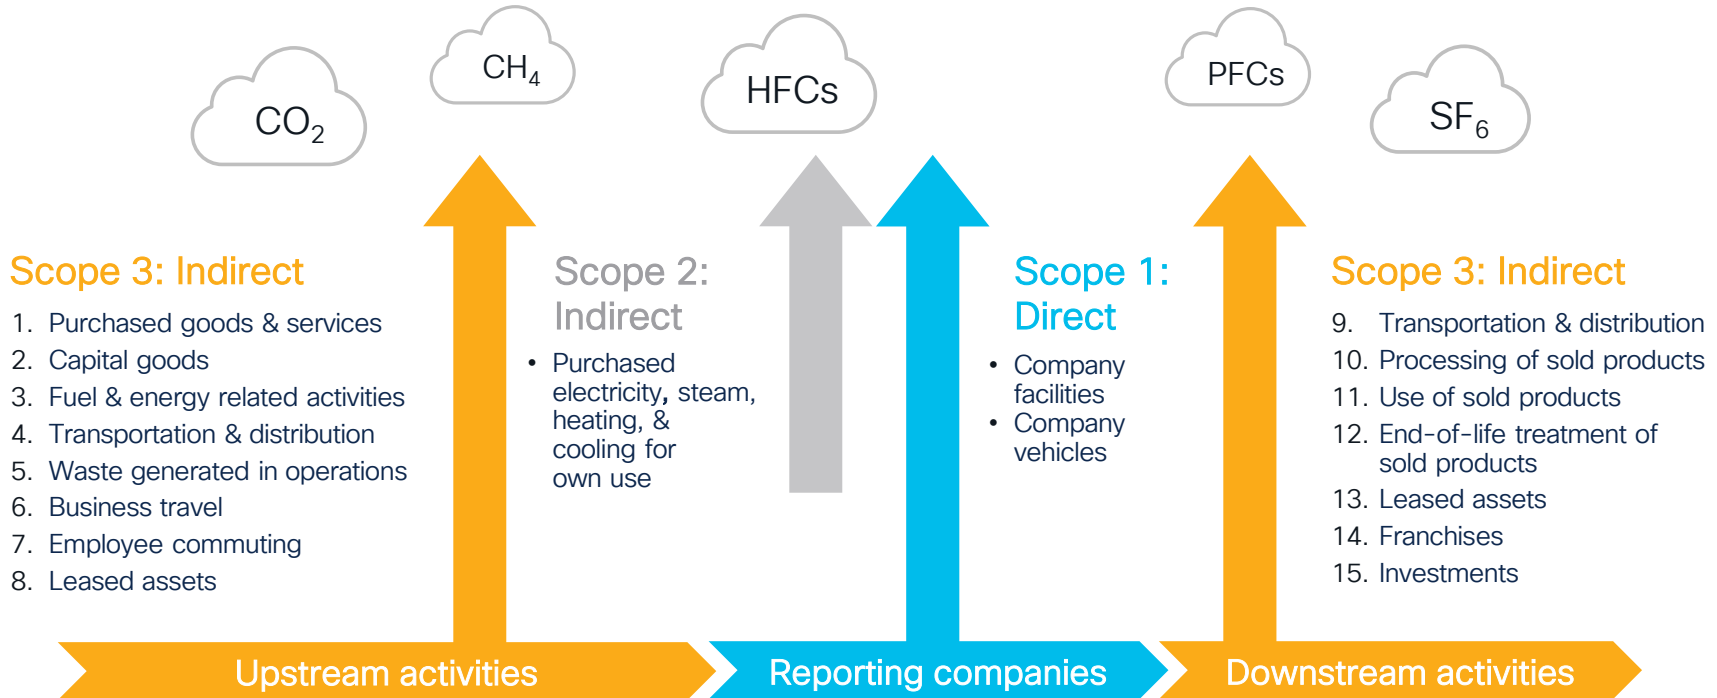 CO₂
CH₄
HFCs
PFCs
SF₆
Scope 3: Indirect
1. Purchased goods & services
2. Capital goods
3. Fuel & energy related activities
4. Transportation & distribution
5. Waste generated in operations
6. Business travel
7. Employee commuting
8. Leased assets
Scope 2:
Indirect
• Purchased
electricity, steam,
heating, &
cooling for
own use
Scope 1:
Direct
• Company
facilities
• Company
vehicles
Scope 3: Indirect
9. Transportation & distribution
10. Processing of sold products
11. Use of sold products
12. End-of-life treatment of
sold products
13. Leased assets
14. Franchises
15. Investments
Upstream activities
Reporting companies
Downstream activities